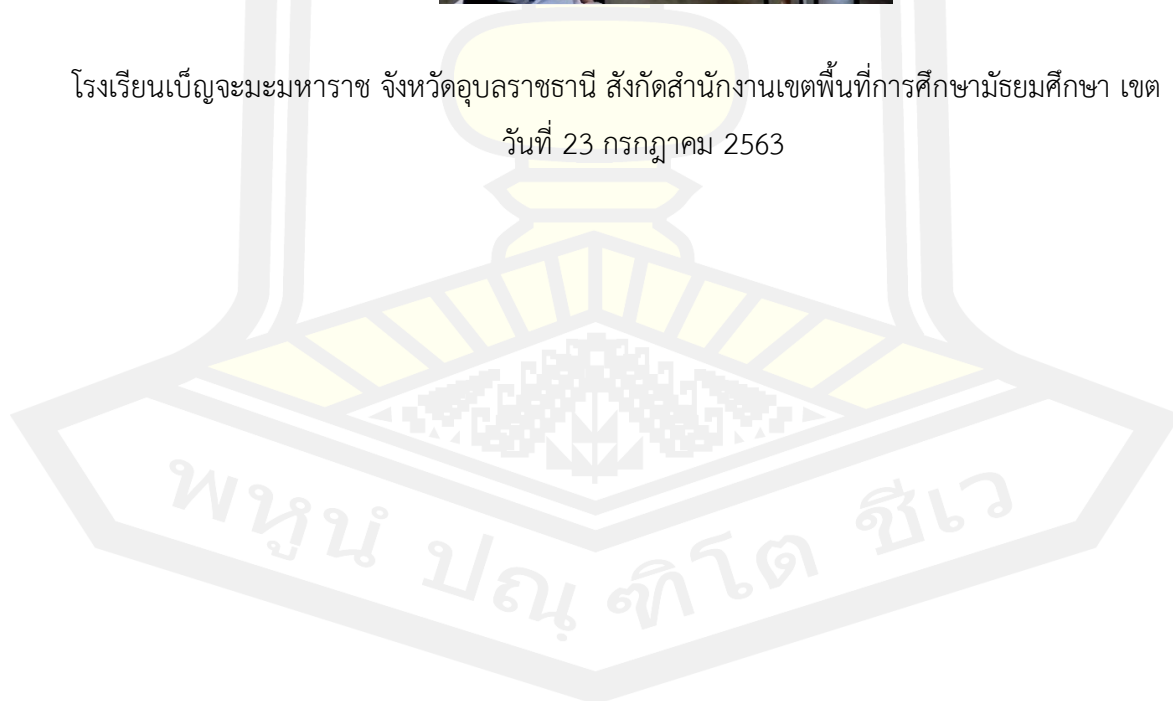 โรงเรียนเบ็ญจะมะมหาราช จังหวัดอุบลราชธานี สังกัดสำนักงานเขตพื้นที่การศึกษามัธยมศึกษา เขต
วันที่ 23 กรกฎาคม 2563
พหูนํ ปณฺฑิโต ชีเว